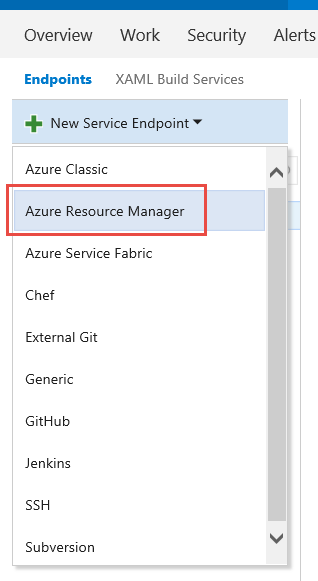 Overview Work Security Alerts
Endpoints XAML Build Services
New Service Endpoint
Azure Classic
Azure Resource Manager
Azure Service Fabric
Chef
External Git
Generic
GitHub
Jenkins
SSH
Subversion